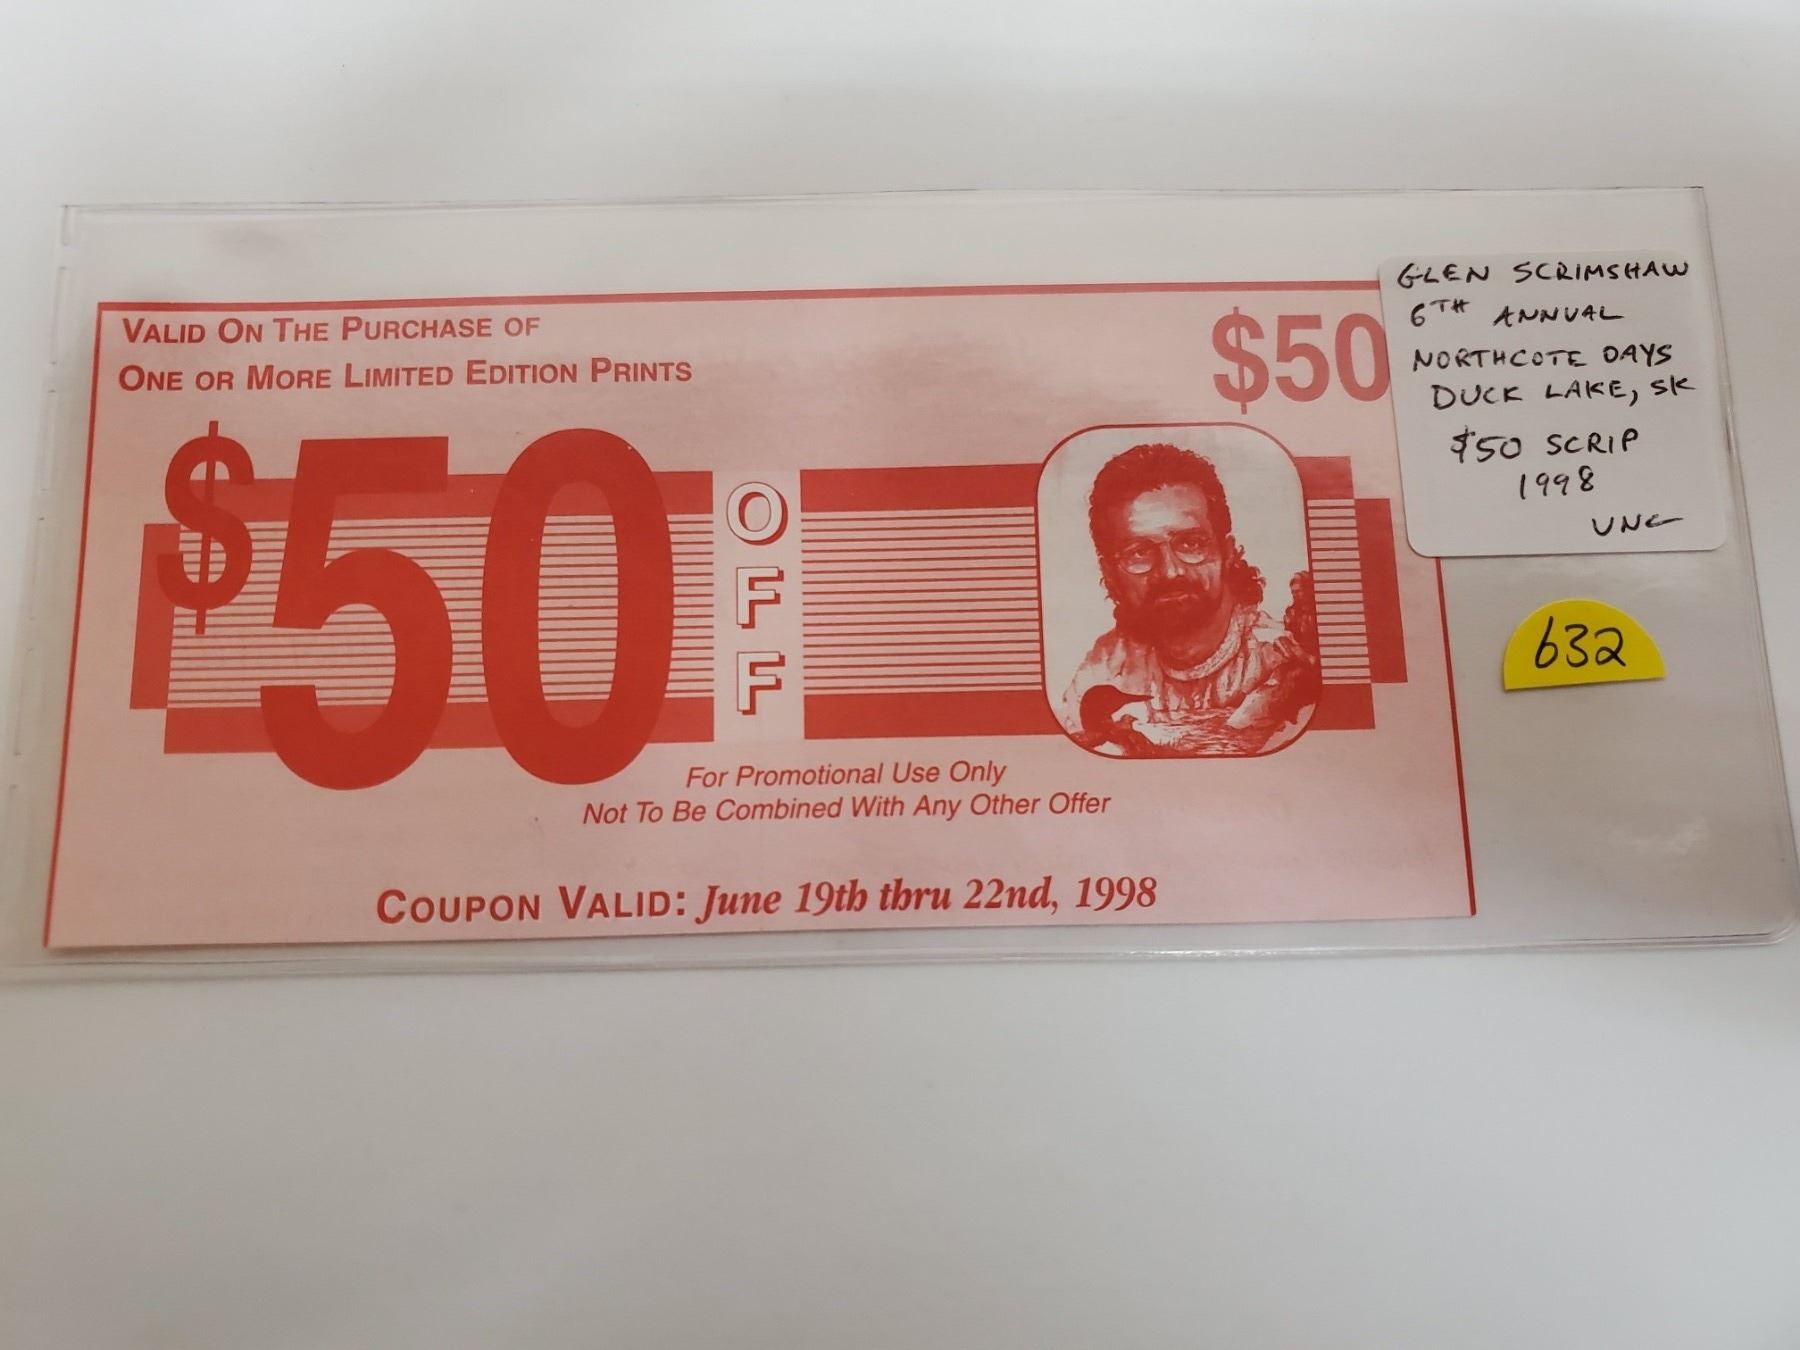 VALID ON THE PURCHASE OF
ONE OR MORE LIMITED EDITION PRINTS
$50
$50
OFF
For Promotional Use Only
Not To Be Combined With Any Other Offer
COUPON VALID: June 19th thru 22nd, 1998
GLEN SCRIMSHAW
6TH ANNUAL
NORTHCOTE DAYS
DUCK LAKE, SK
$50 SCRIP
1998
UNC
632